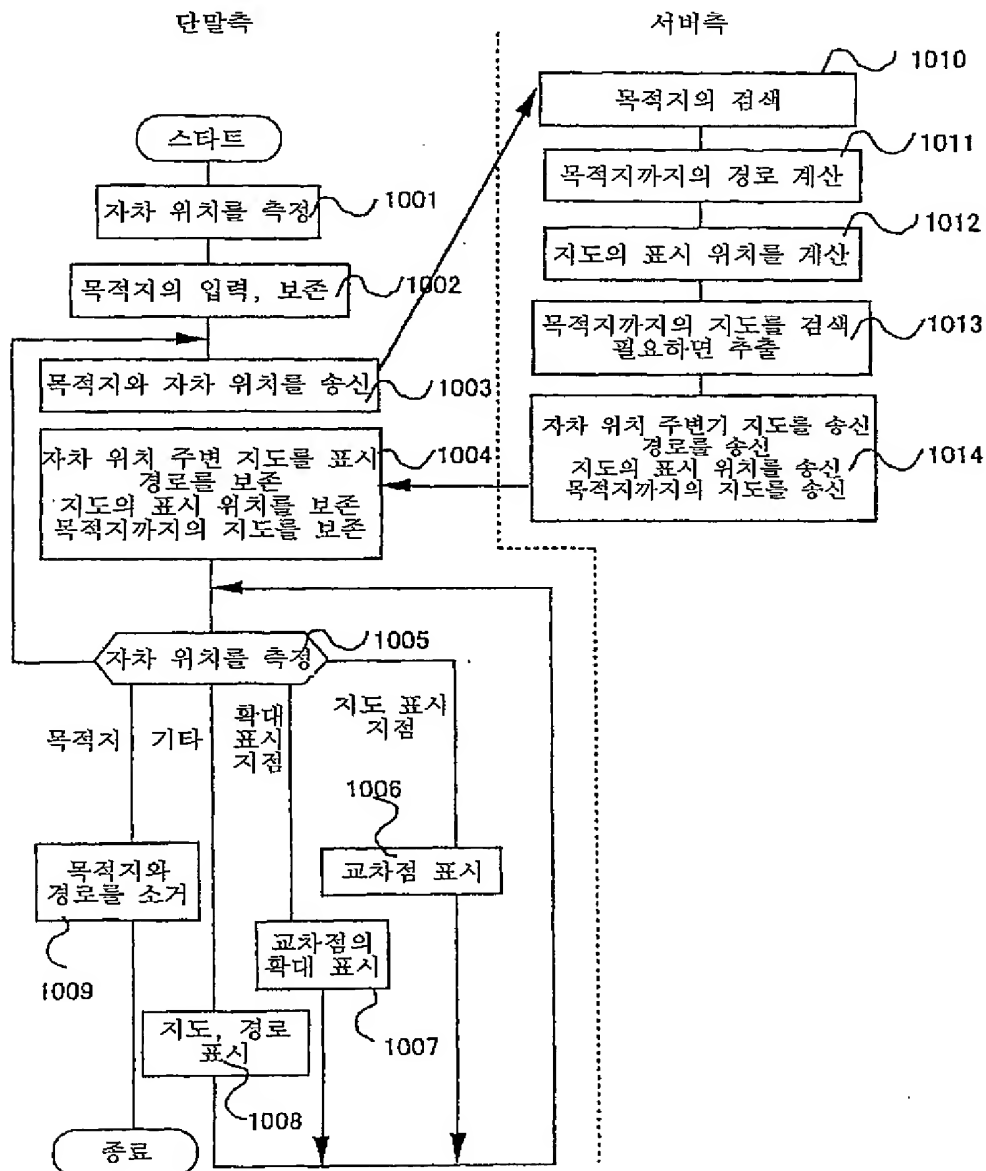 단말측
서버측
스타트
자차 위치를 측정
1001
목적지의 입력, 보존
1002
목적지와 자차 위치를 송신
1003
자차 위치 주변 지도를 표시
경로를 보존
지도의 표시 위치를 보존
목적지까지의 지도를 보존
1004
자차 위치를 측정
1005
목적지
기타
확대
표시
지점
지도 표시
지점
1006
교차점 표시
목적지와
경로를 소거
1009
교차점의
확대 표시
1007
지도, 경로
표시
1008
종료
목적지의 검색
1010
목적지까지의 경로 계산
1011
지도의 표시 위치를 계산
1012
목적지까지의 지도를 검색
필요하면 추출
1013
자차 위치 주변기 지도를 송신
경로를 송신
지도의 표시 위치를 송신
목적지까지의 지도를 송신
1014